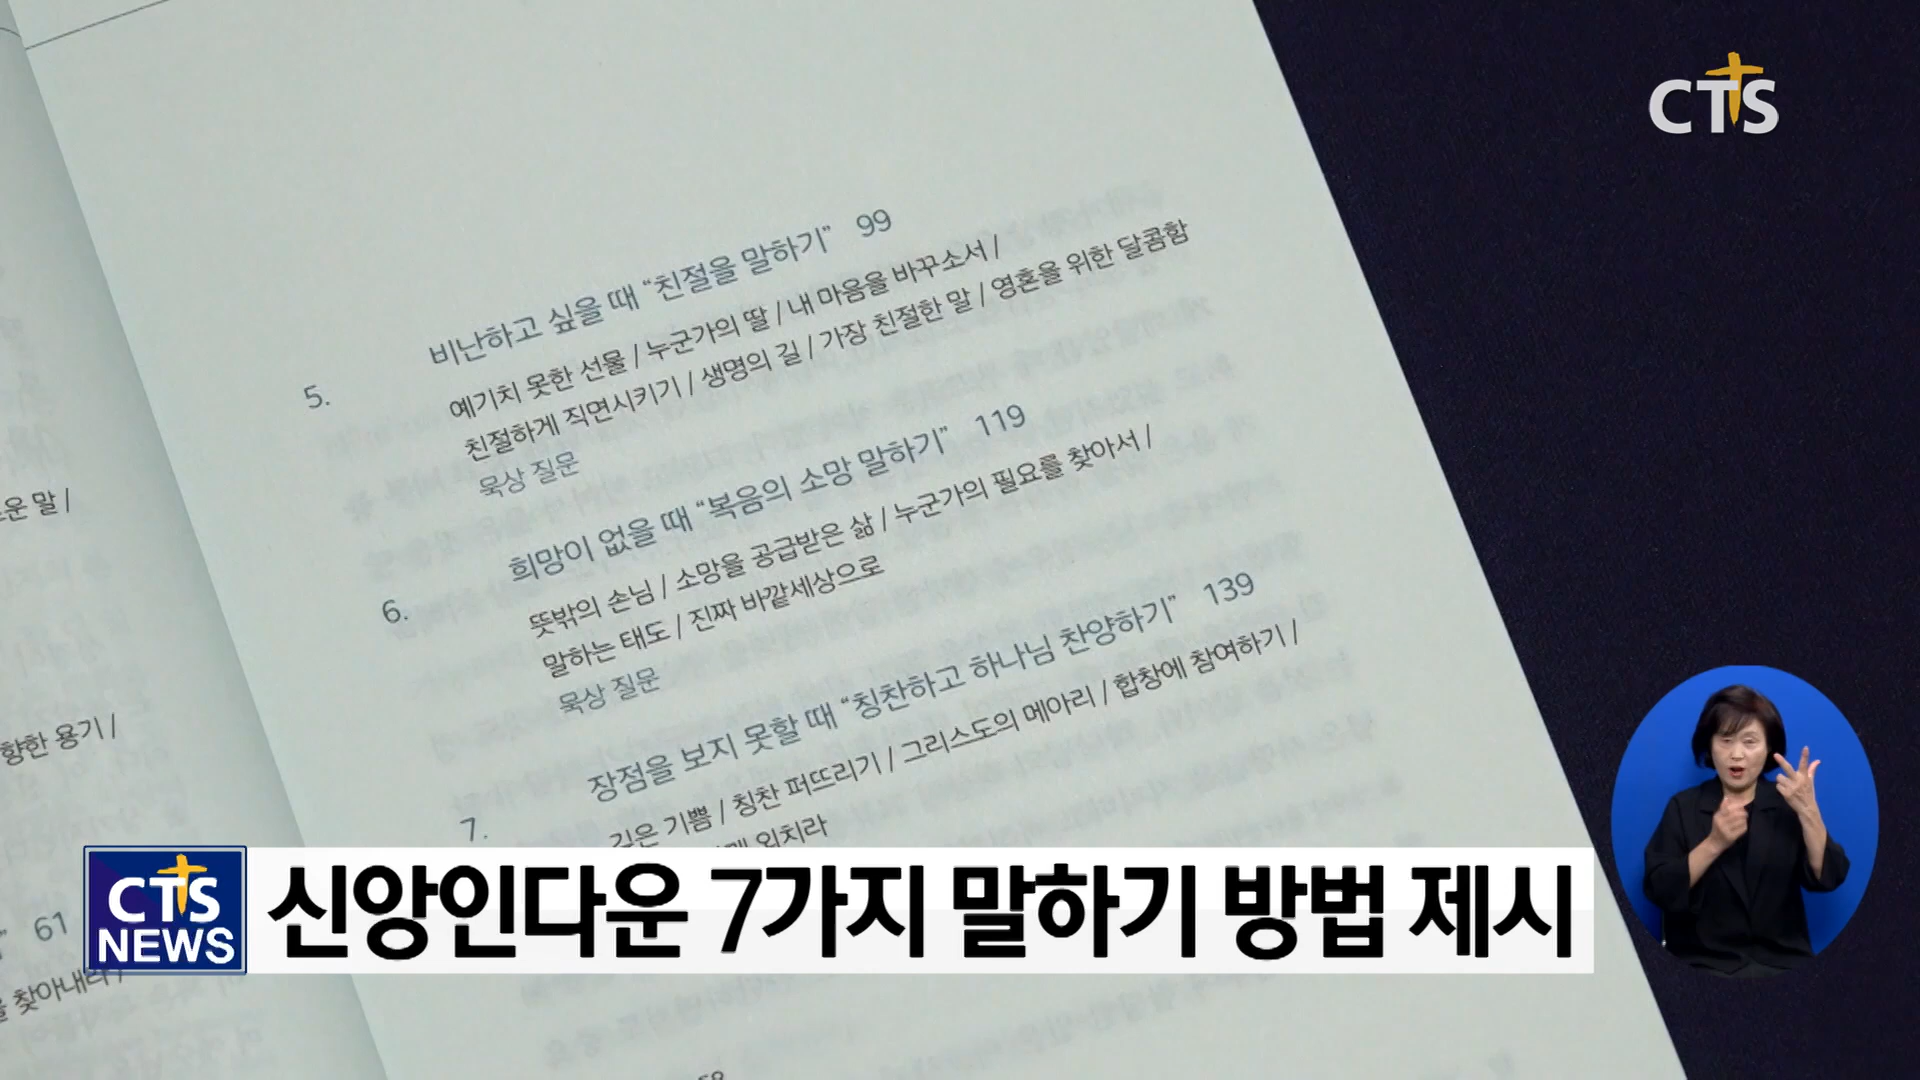 CTS
5. 비난하고 싶을 때 “친절을 말하기” 99
예기치 못한 선물 / 누군가의 딸 / 내 마음을 바꾸소서 /
친절하게 직면시키기 / 생명의 길 / 가장 친절한 말 / 영혼을 위한 달콤함
묵상 질문
6. 희망이 없을 때 “복음의 소망 말하기” 119
뜻밖의 손님 / 소망을 공급받은 삶 / 누군가의 필요를 찾아서 /
말하는 태도 / 진짜 바깥세상으로
묵상 질문
7. 장점을 보지 못할 때 “칭찬하고 하나님 찬양하기” 139
깊은 기쁨 / 칭찬 퍼뜨리기 / 그리스도의 메아리 / 합창에 참여하기 /
외치라
운 말 /
향한 용기 /
” 61
찾아내라 /
CTS
NEWS
신앙인다운 7가지 말하기 방법 제시